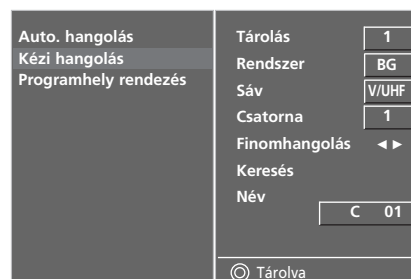 Auto. hangolás
Kézi hangolás
Programhely rendezés
Tárolás 1
Rendszer BG
Sáv V/UHF
Csatorna 1
Finomhangolás ◄►
Keresés
Név
C 01
Tárolva